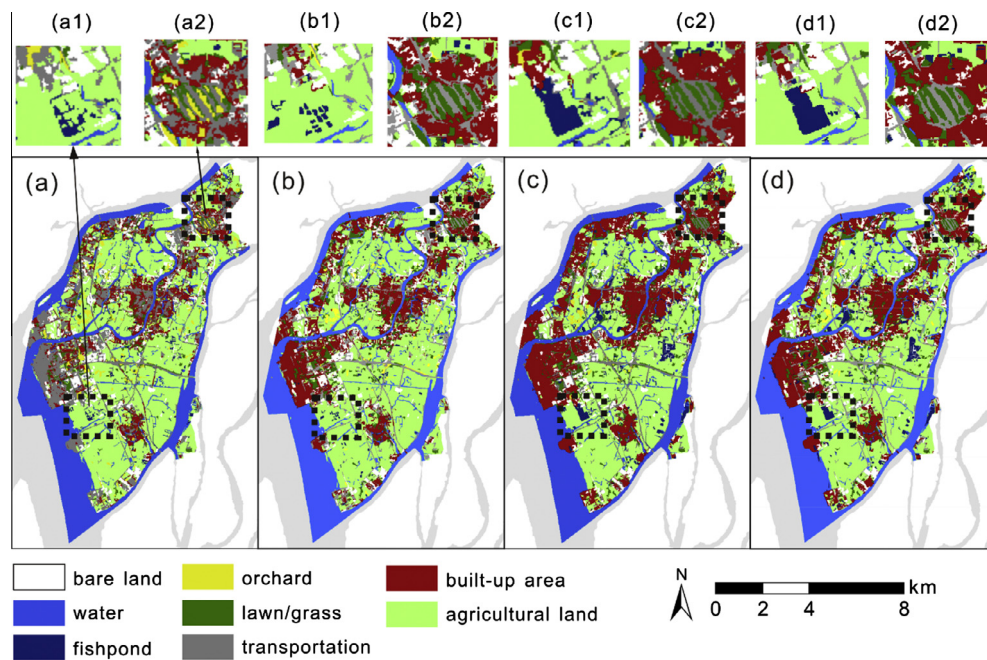 (a1) (a2) (b1) (b2) (c1) (c2) (d1) (d2)
(a) (b) (c) (d)
bare land orchard built-up area
water lawn/grass agricultural land
fishpond transportation
N
km
0 2 4 8